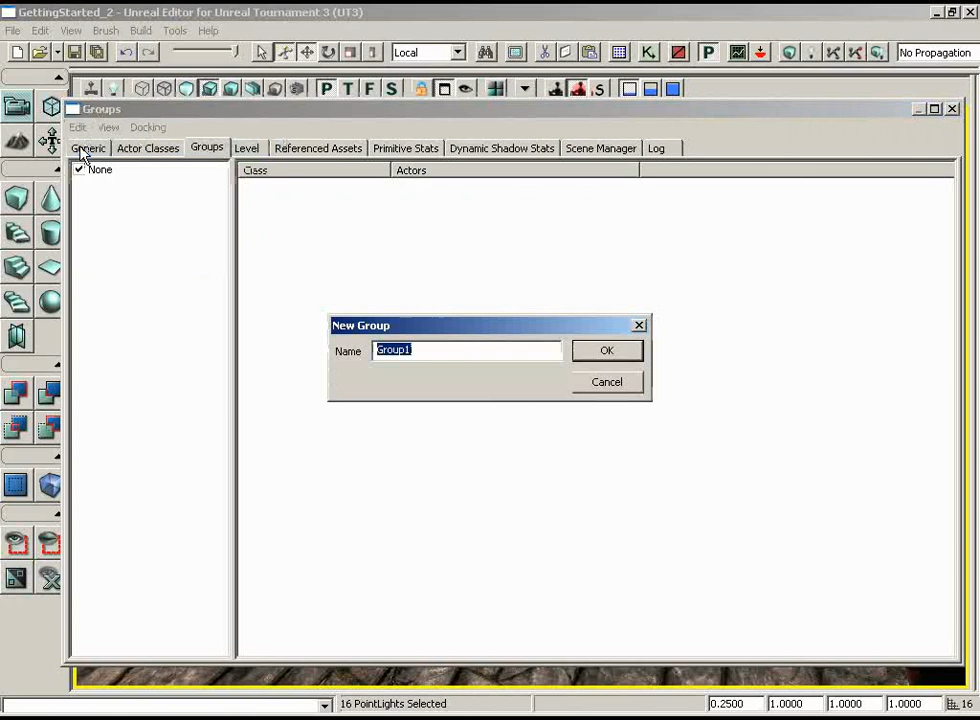 GettingStarted_2 - Unreal Editor for Unreal Tournament 3 (UT3)
File Edit View Brush Build Tools Help
Local
No Propagation
P T F S
P
.S
Groups
Edit View Docking
Generic Actor Classes Groups Level Referenced Assets Primitive Stats Dynamic Shadow Stats Scene Manager Log
None
Class Actors
New Group
Name Group1 OK
Cancel
16 PointLights Selected 0.2500 1.0000 1.0000 1.0000 16